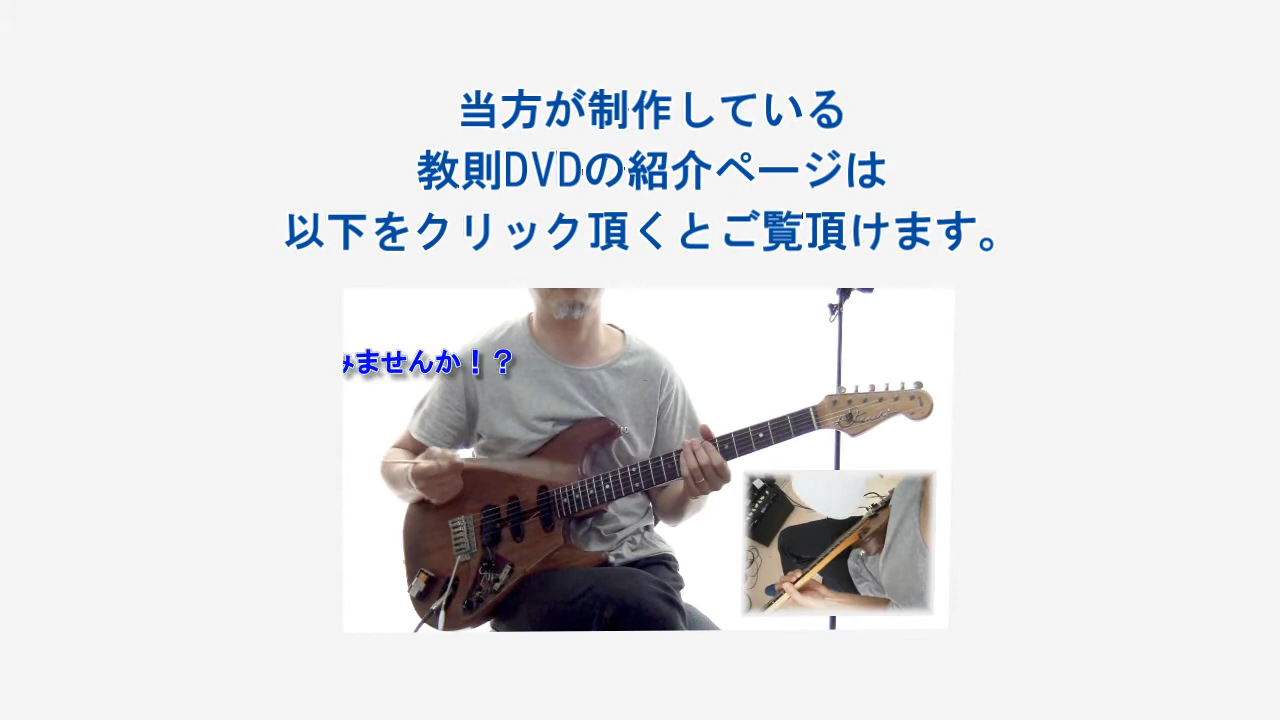 当方が制作している
教則DVDの紹介ページは
以下をクリック頂くとご覧頂けます。
みませんか！？